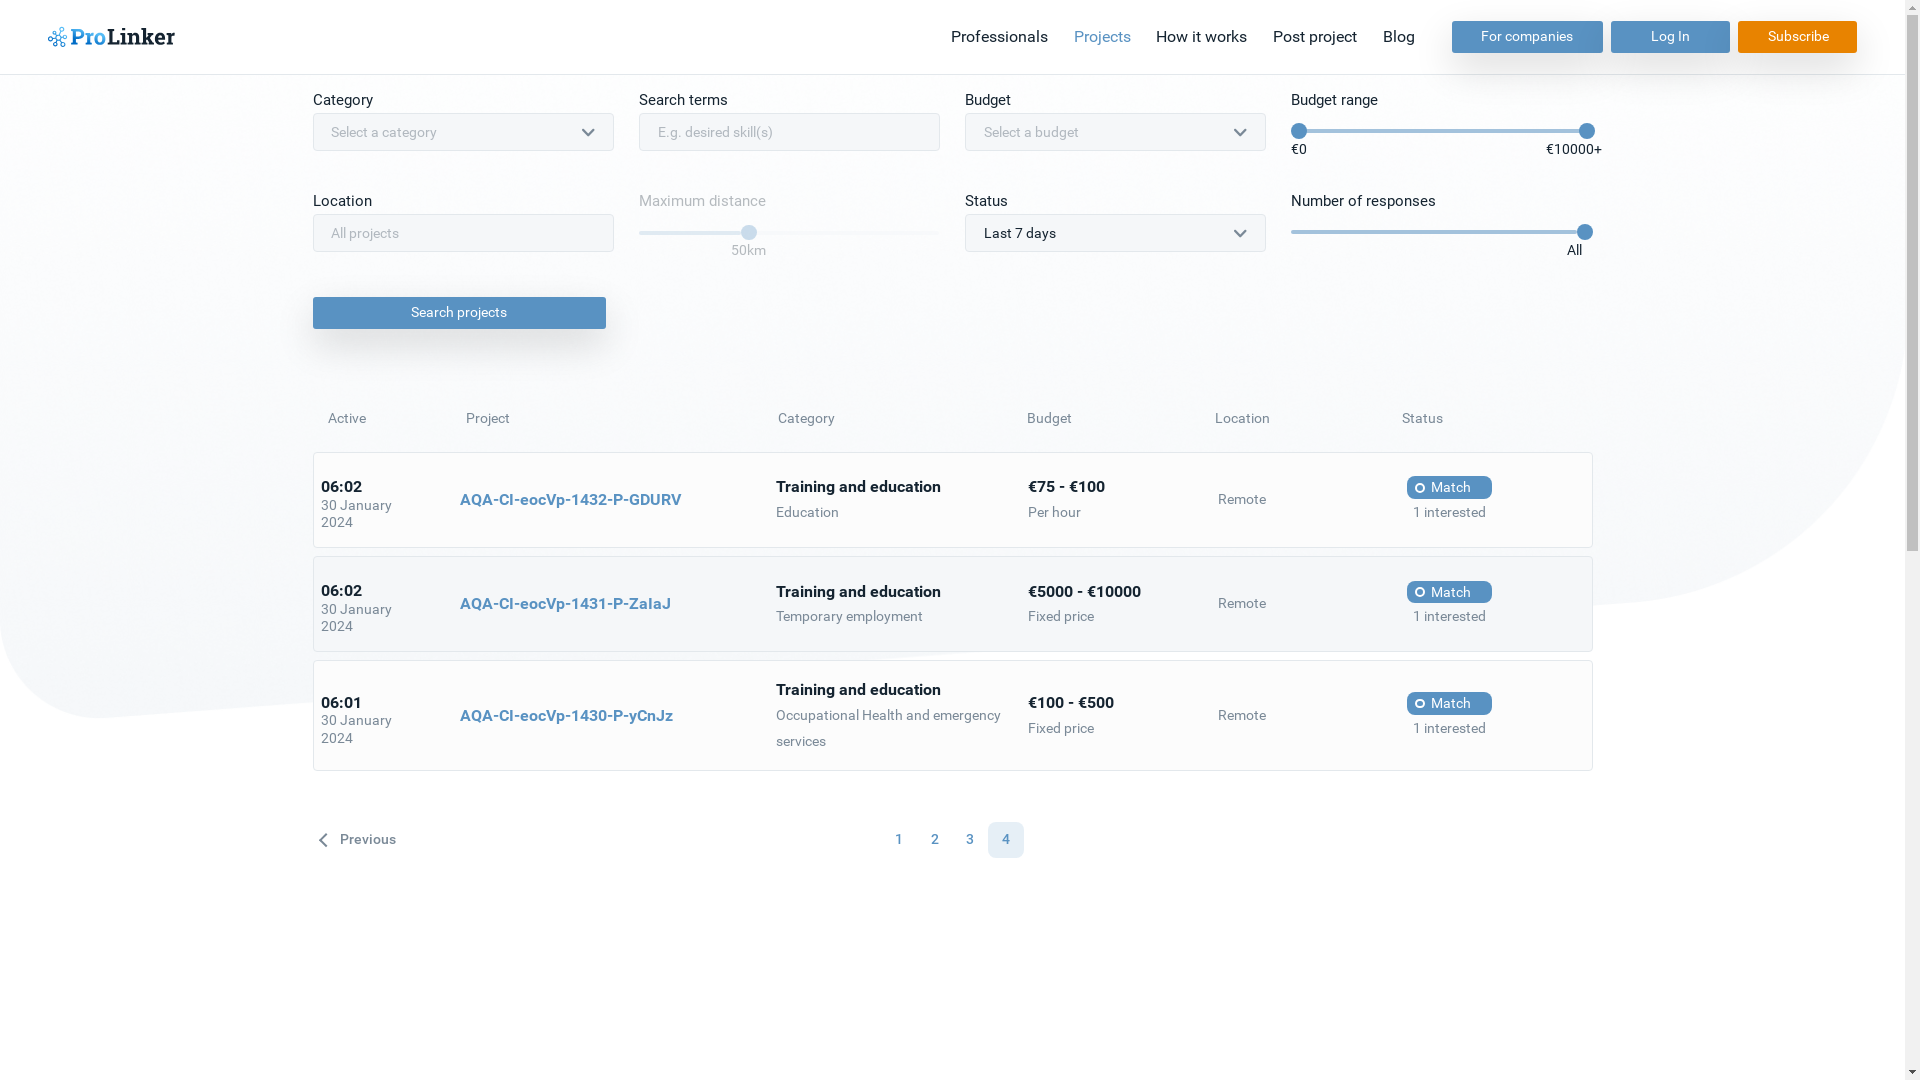 ProLinker
Professionals
Projects
How it works
Post project
Blog
For companies
Log In
Subscribe
Category
Search terms
Budget
Budget range
Select a category
E.g. desired skill(s)
Select a budget
€0
€10000+
Location
Maximum distance
Status
Number of responses
All projects
50km
Last 7 days
All
Search projects
Active
Project
Category
Budget
Location
Status
06:02
30 January
2024
AQA-CI-eocVp-1432-P-GDURV
Training and education
Education
€75 - €100
Per hour
Remote
Match
1 interested
06:02
30 January
2024
AQA-CI-eocVp-1431-P-ZaIaJ
Training and education
Temporary employment
€5000 - €10000
Fixed price
Remote
Match
1 interested
06:01
30 January
2024
AQA-CI-eocVp-1430-P-yCnJz
Training and education
Occupational Health and emergency
services
€100 - €500
Fixed price
Remote
Match
1 interested
Previous
1
2
3
4